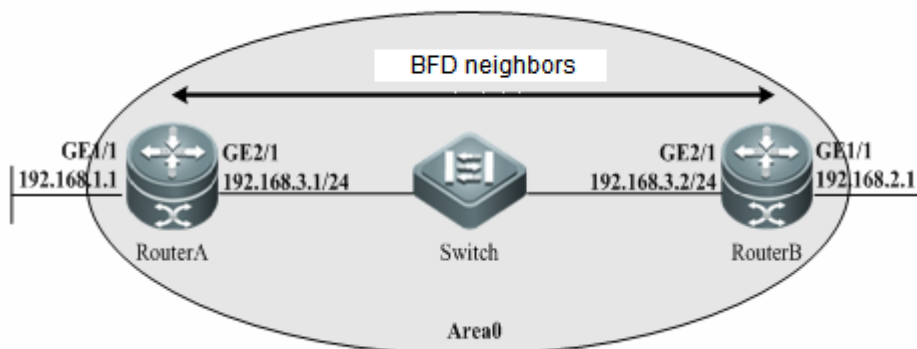 BFD neighbors
GE1/1
192.168.1.1
GE2/1
192.168.3.1/24
GE2/1
192.168.3.2/24
GE1/1
192.168.2.1
RouterA
Switch
RouterB
Area0